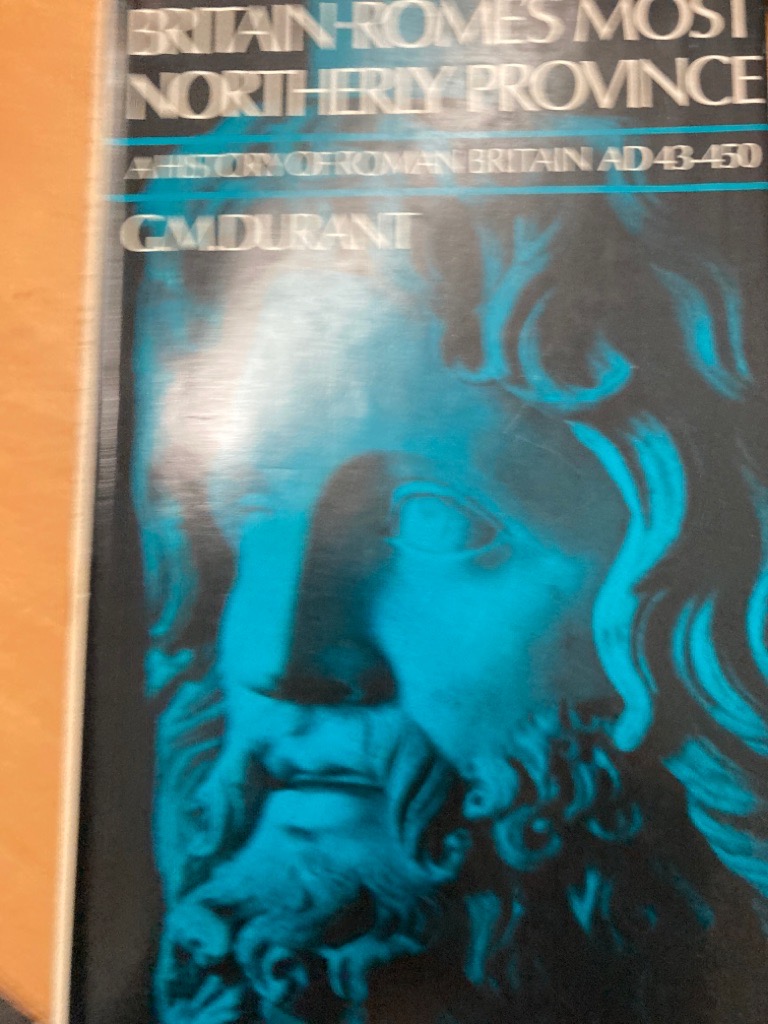 BRITAIN-ROME'S MOST
NORTHERLY PROVINCE
A HISTORY OF ROMAN BRITAIN AD 43-450
G.M.DURANT